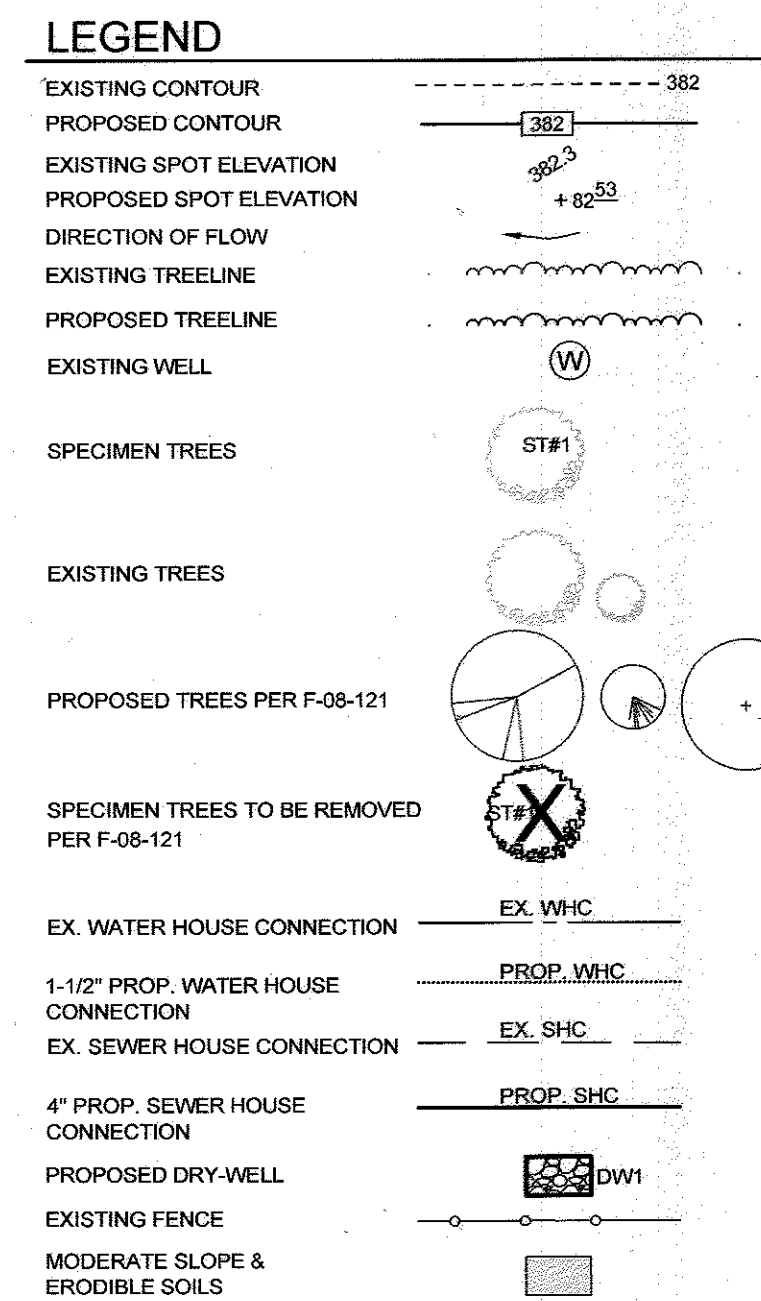 LEGEND
EXISTING CONTOUR 382
PROPOSED CONTOUR 382
EXISTING SPOT ELEVATION 382.3
PROPOSED SPOT ELEVATION + 82 53
DIRECTION OF FLOW
EXISTING TREELINE
PROPOSED TREELINE
EXISTING WELL W
SPECIMEN TREES ST#1
EXISTING TREES
PROPOSED TREES PER F-08-121
SPECIMEN TREES TO BE REMOVED ST#1 X
PER F-08-121
EX. WATER HOUSE CONNECTION EX. WHC
1-1/2" PROP. WATER HOUSE PROP. WHC
CONNECTION
EX. SEWER HOUSE CONNECTION EX. SHC
4" PROP. SEWER HOUSE PROP. SHC
CONNECTION
PROPOSED DRY-WELL DW1
EXISTING FENCE
MODERATE SLOPE &
ERODIBLE SOILS